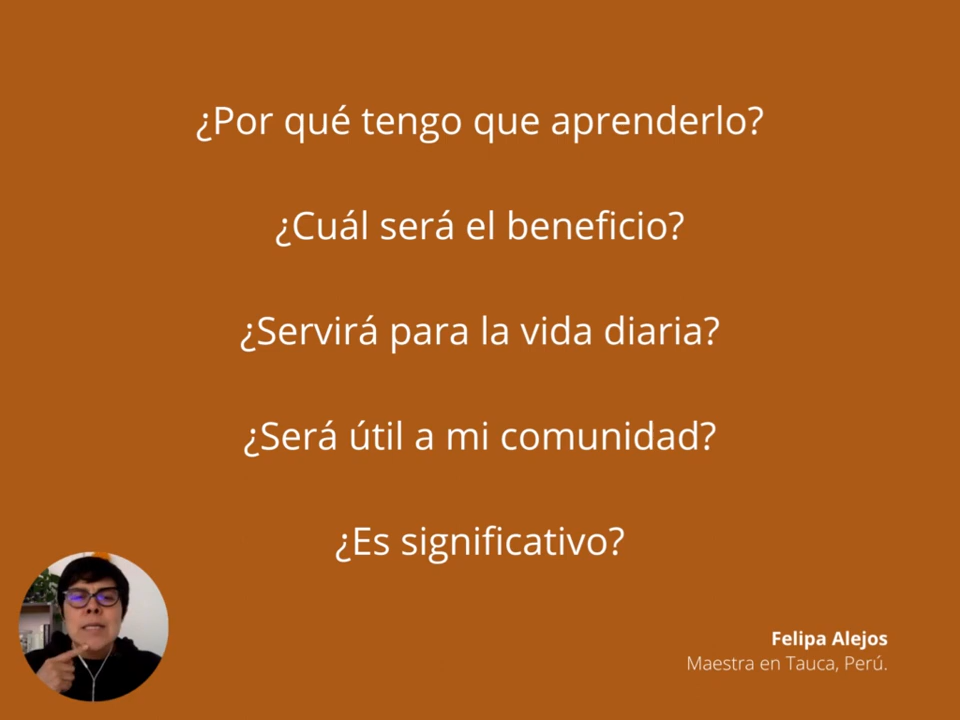 ¿Por qué tengo que aprenderlo?
¿Cuál será el beneficio?
¿Servirá para la vida diaria?
¿Será útil a mi comunidad?
¿Es significativo?
Felipa Alejos
Maestra en Tauca, Perú.